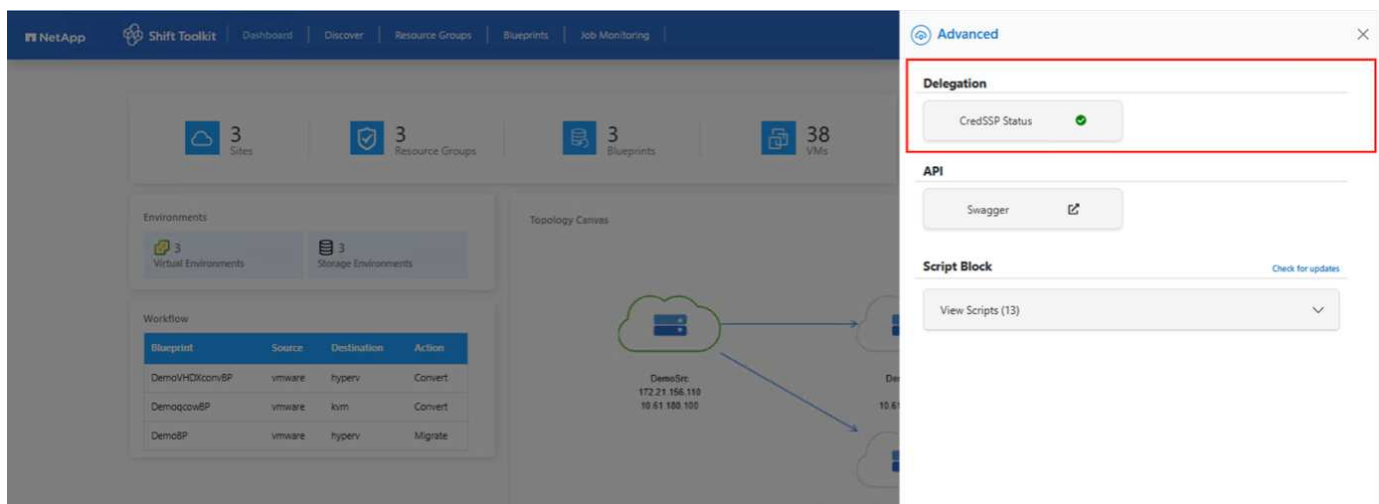 NetApp
Shift Toolkit
Dashboard
Discover
Resource Groups
Blueprints
Job Monitoring
3
Sites
3
Resource Groups
3
Blueprints
38
VMs
Environments
3
Virtual Environments
3
Storage Environments
Workflow
Blueprint Source Destination Action
DemoVHDXconvBP vmware hyperv Convert
DemoqcowBP vmware kvm Convert
DemoBP vmware hyperv Migrate
Topology Canvas
DemoSrc
172.21.156.110
10.61.180.100
De
10.61
Advanced
Delegation
CredSSP Status
API
Swagger
Script Block
Check for updates
View Scripts (13)